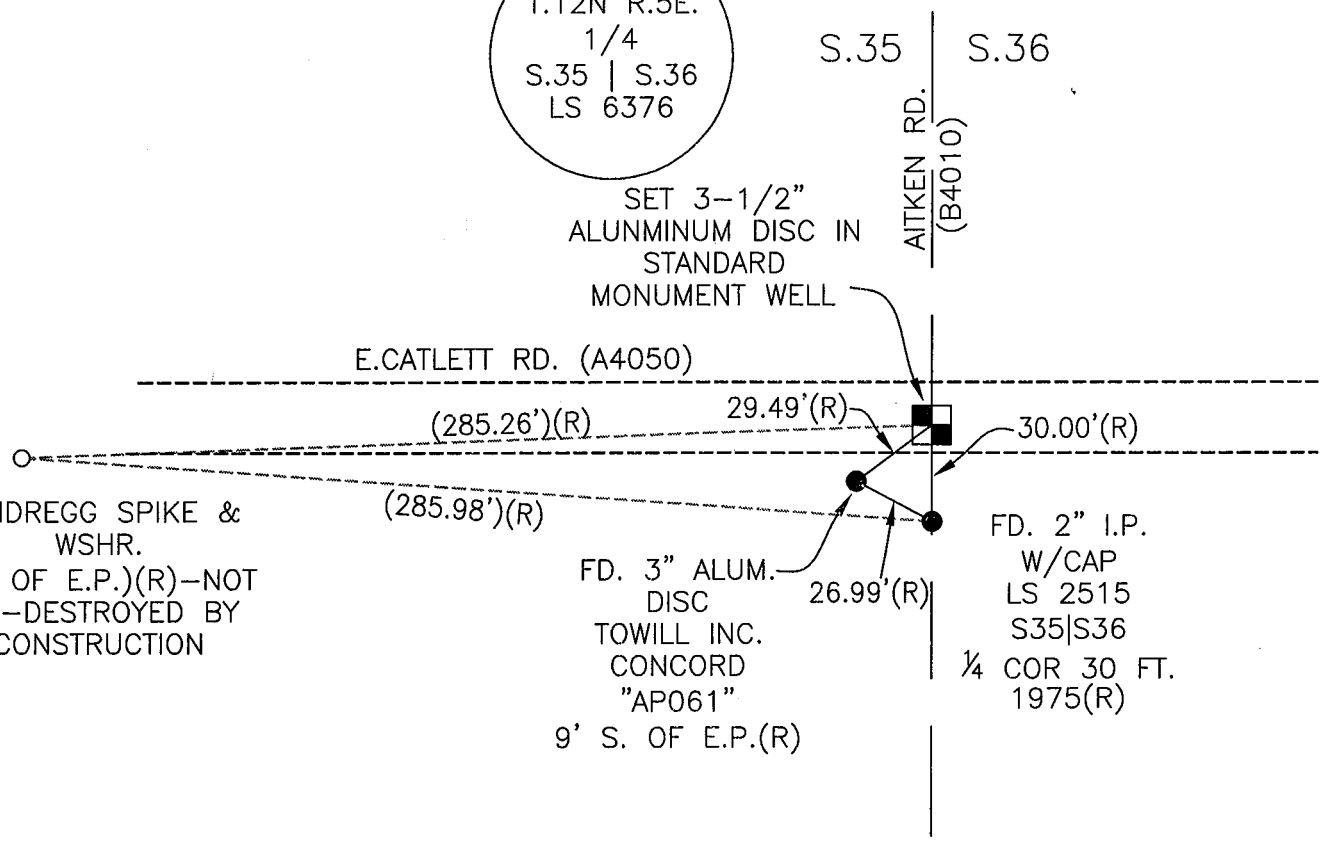 T.12N R.5E.
1/4
S.35 | S.36
LS 6376
S.35 S.36
AITKEN RD.
(B4010)
SET 3-1/2"
ALUNMINUM DISC IN
STANDARD
MONUMENT WELL
E.CATLETT RD. (A4050)
(285.26')(R)
29.49'(R)
30.00'(R)
(285.98')(R)
SPIKE &
WSHR.
OF E.P.)(R)-NOT
-DESTROYED BY
CONSTRUCTION
FD. 3" ALUM.
DISC
TOWILL INC.
CONCORD
"AP061"
9' S. OF E.P.(R)
26.99'(R)
FD. 2" I.P.
W/CAP
LS 2515
S35|S36
¼ COR 30 FT.
1975(R)